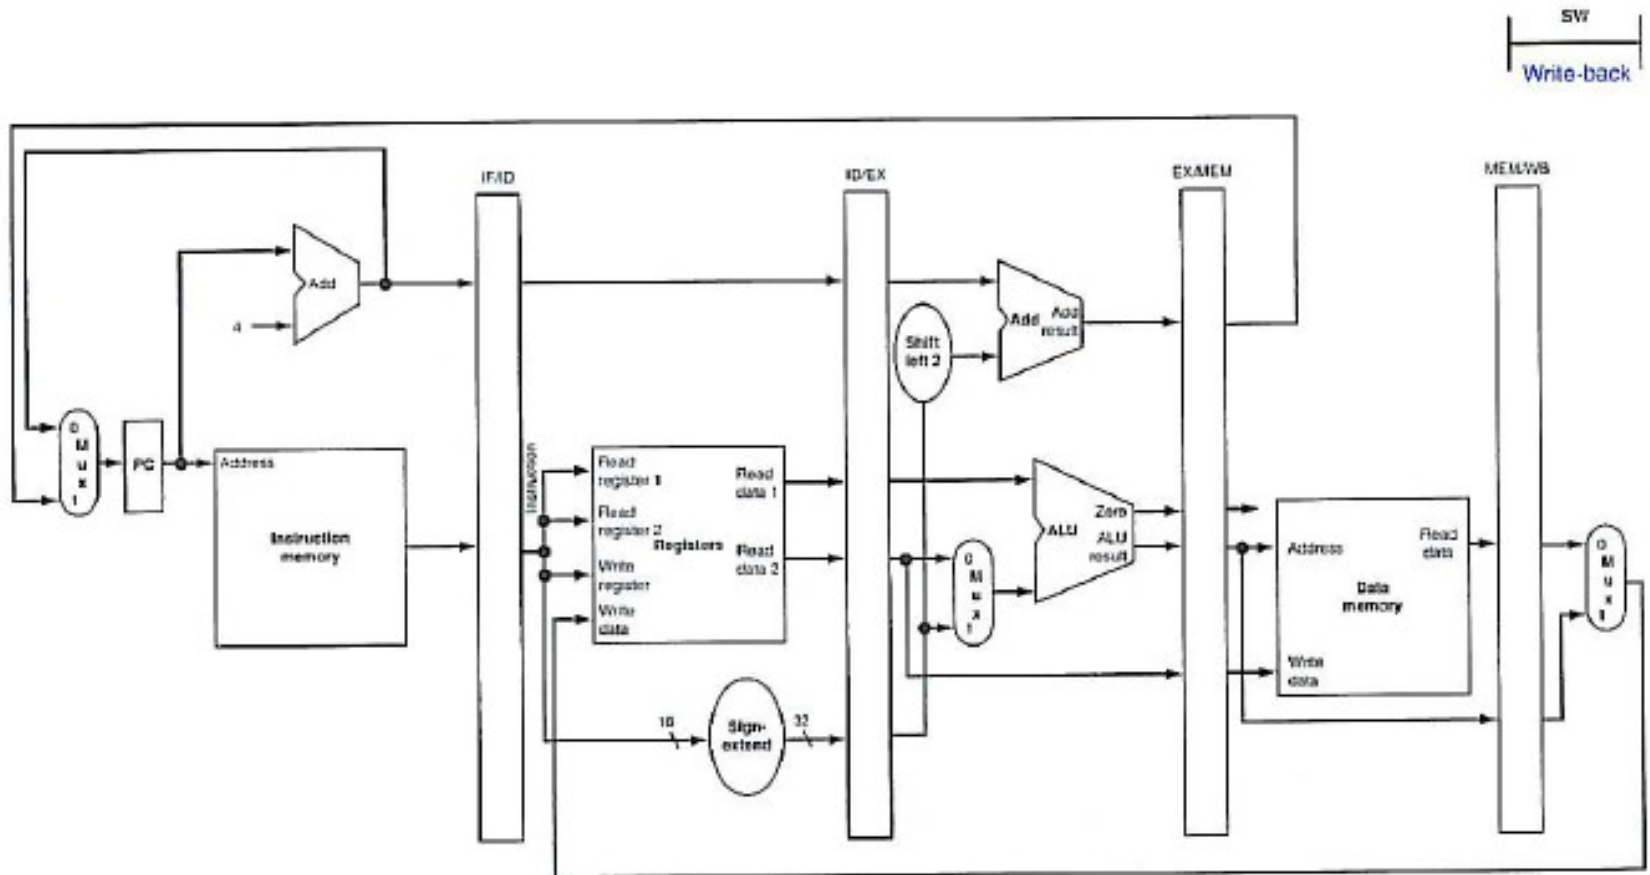 SW
Write-back
IF/ID
ID/EX
EX/MEM
MEM/WB
Add
4
Add
Add
result
Shift
left 2
0
M
u
x
1
PC
Address
Instruction
memory
Instruction
Read
register 1
Read
register 2
Write
register
Write
data
Registers
Read
data 1
Read
data 2
0
M
u
x
1
ALU
Zero
ALU
result
Address
Read
data
Data
memory
Write
data
0
M
u
x
1
16
Sign-
extend
32